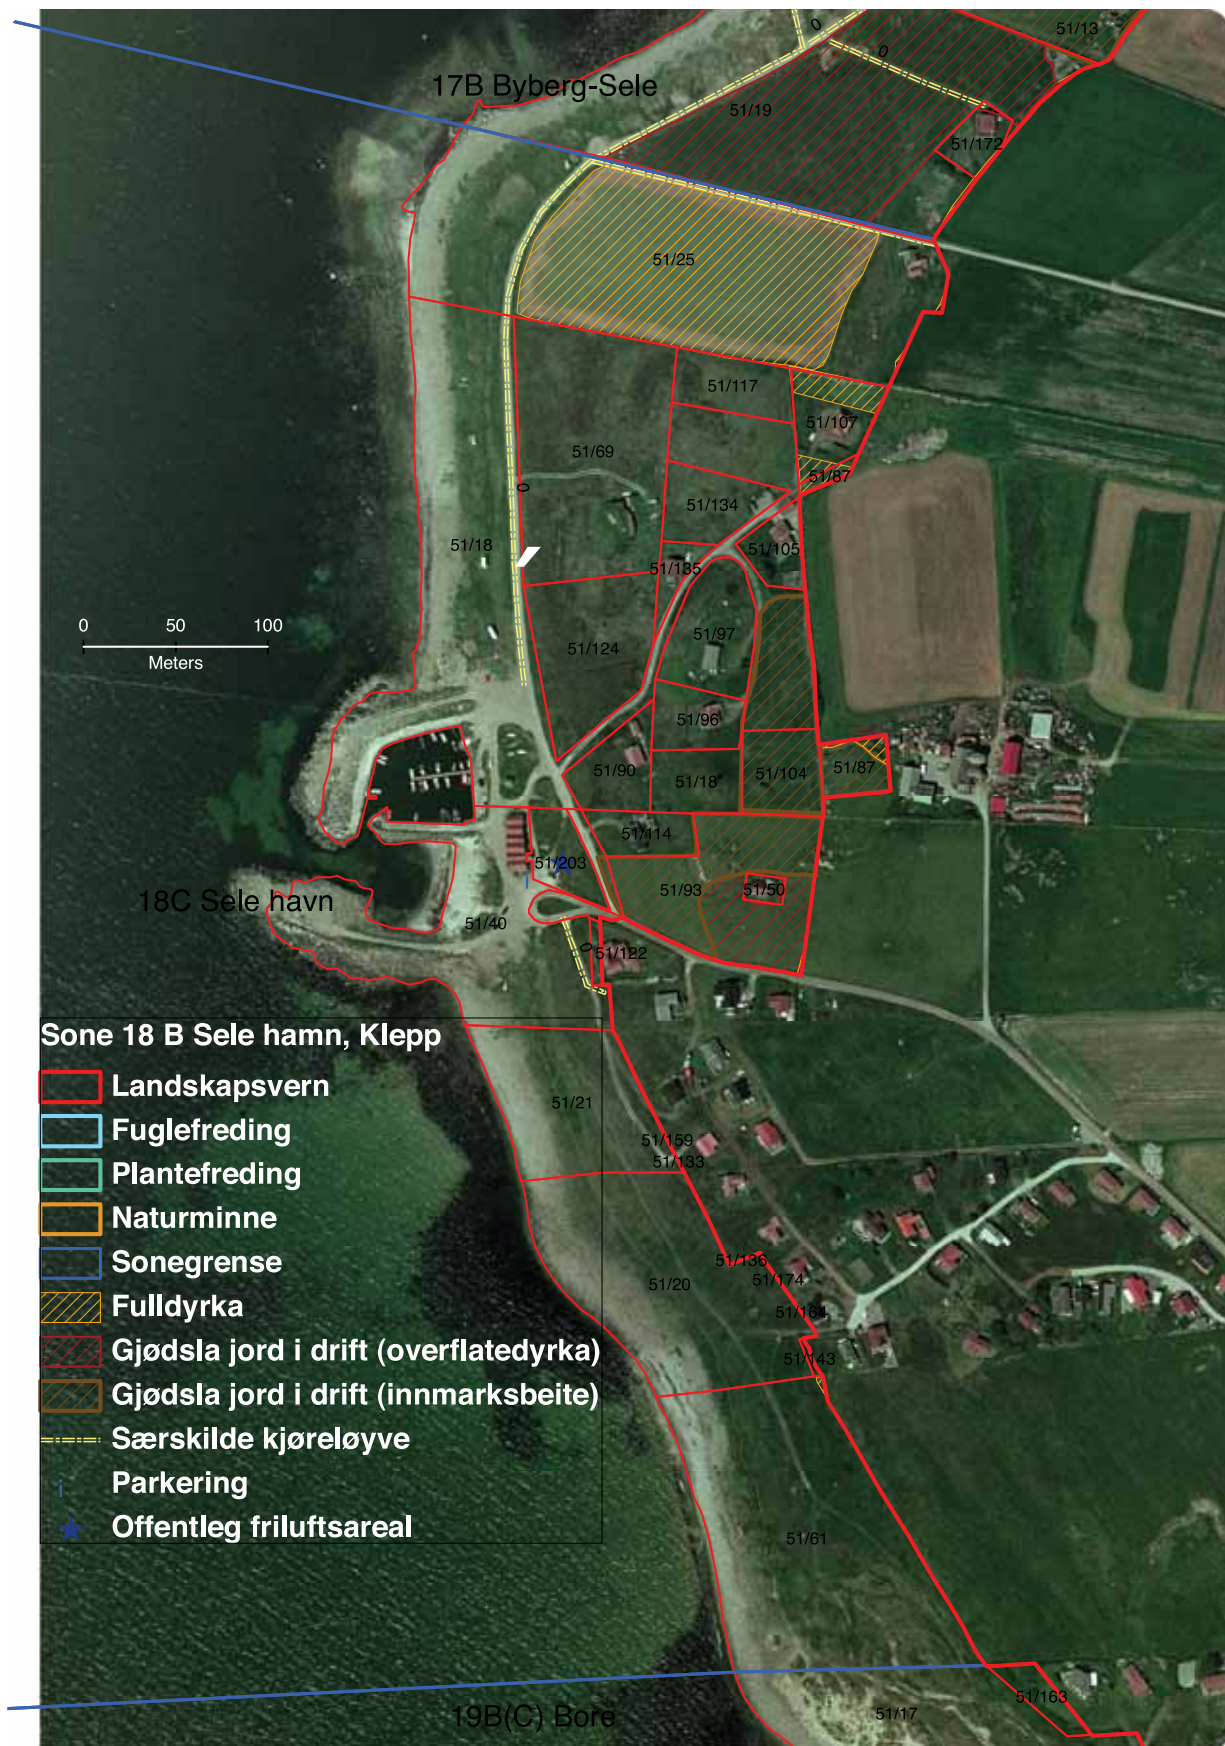 0
51/13
0
17B Byberg-Sele
51/19
51/172
51/25
51/117
51/107
51/69
51/87
0
51/134
51/18
51/105
51/135
0 50 100
Meters
51/97
51/124
51/96
51/90
51/18
51/104
51/87
51/114
51/203
i
51/93
51/50
18C Sele havn
51/40
0
51/122
Sone 18 B Sele hamn, Klepp
Landskapsvern
Fuglefreding
Plantefreding
Naturminne
Sonegrense
Fulldyrka
Gjødsla jord i drift (overflatedyrka)
Gjødsla jord i drift (innmarksbeite)
Særskilde kjøreløyve
i Parkering
Offentleg friluftsareal
51/21
51/159
51/133
51/136
51/174
51/20
51/164
51/143
51/61
51/163
51/17
19B(C) Bore